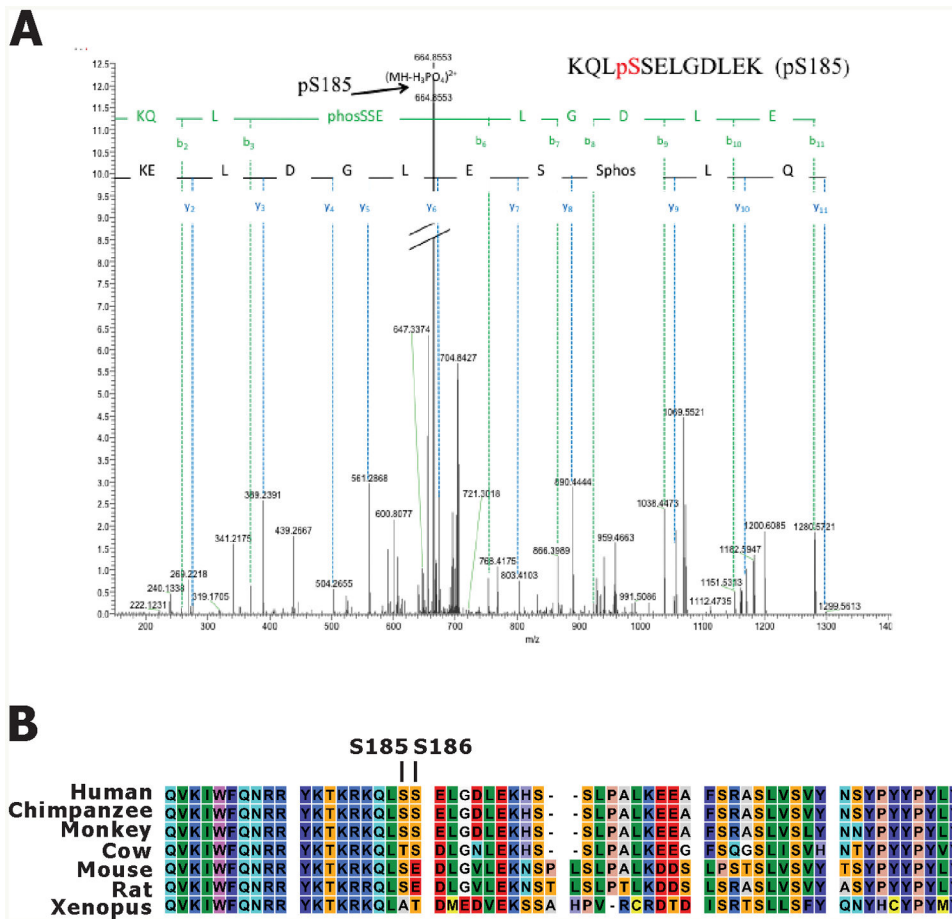 A
664.8553
pS185
(MH-H₃PO₄)²⁺
664.8553
KQLpSSELGDLEK (pS185)
KQ L phosSSE L G D L E
b₂ b₃ b₆ b₇ b₈ b₉ b₁₀ b₁₁
KE L D G L E S Sphos L Q
y₂ y₃ y₄ y₅ y₆ y₇ y₈ y₉ y₁₀ y₁₁
12.5
12.0
11.5
11.0
10.5
10.0
9.5
9.0
8.5
8.0
7.5
7.0
6.5
6.0
5.5
5.0
4.5
4.0
3.5
3.0
2.5
2.0
1.5
1.0
0.5
0.0
647.3374
704.8427
1069.5521
561.2868
721.3018
890.4444
389.2391
600.8077
1038.4473
1200.6085
1280.5721
341.2175
439.2667
768.4175
866.3989
959.4663
1182.5947
269.2218
240.1338
222.1231
319.1705
504.2655
803.4103
991.5086
1151.5313
1112.4735
1299.5613
200 300 400 500 600 700 800 900 1000 1100 1200 1300 140
m/z
B
S185 S186
Human QVKIWFQNRR YKTKRKQLSS ELGDLEKHS- -SLPALKEEA FSRASLVSVY NSYPYYPYL
Chimpanzee QVKIWFQNRR YKTKRKQLSS ELGDLEKHS- -SLPALKEEA FSRASLVSVY NSYPYYPYL
Monkey QVKIWFQNRR YKTKRKQLSS ELGDLEKHS- -SLPALKEEA FSRASLVSLY NNYPYYPYL
Cow QVKIWFQNRR YKTKRKQLTS DLGNLEKHS- -SLPALKEEG FSQGSLISVH NTYPYYPYV
Mouse QVKIWFQNRR YKTKRRQLSE DLGVLEKNSP LSLPALKDDS LPSTSLVSFY TSYPYYPYL
Rat QVKIWFQNRR YKTKRRQLSE DLGVLEKNST LSLPTLKDDS LSRASLVSVY ASYPYYPYL
Xenopus QVKIWFQNRR YKTKRKQLAT DMEDVEKSSA HPV-RCRDTD ISRTSLLSVY QNYHCYPYM